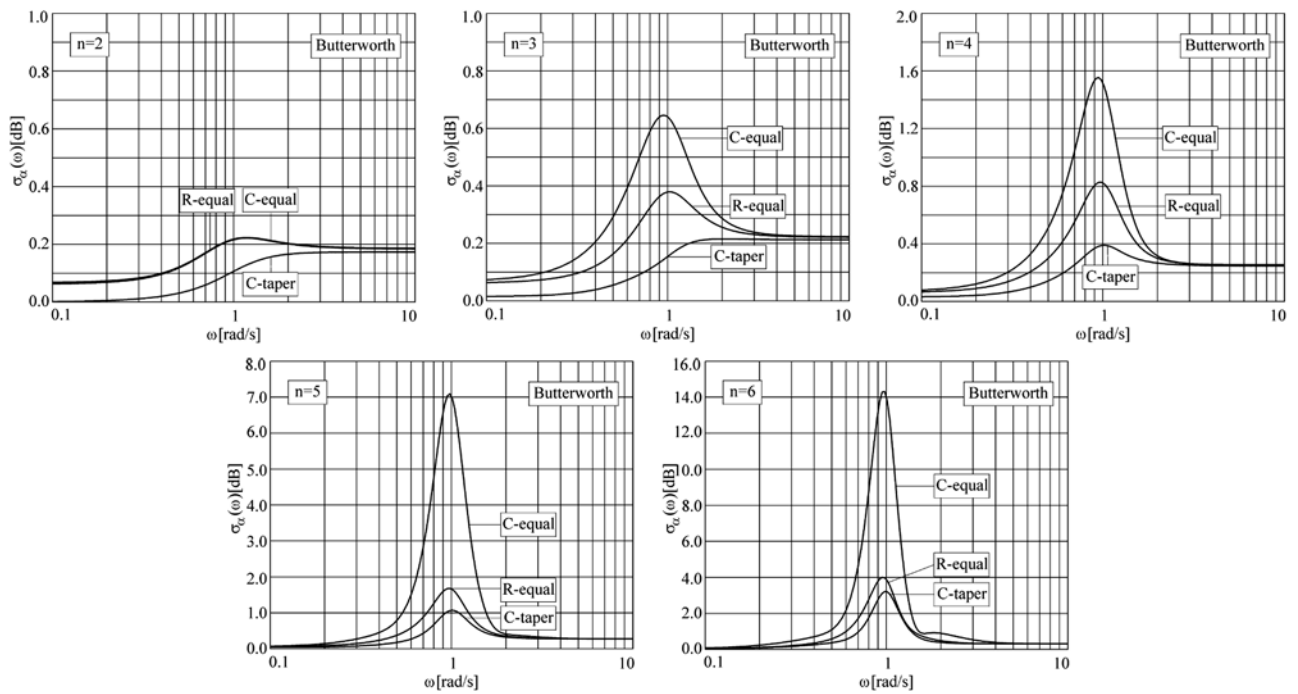 1.0
0.8
0.6
0.4
0.2
0.0
σα(ω)[dB]
n=2
Butterworth
R-equal
C-equal
C-taper
0.1
1
10
ω[rad/s]
1.0
0.8
0.6
0.4
0.2
0.0
σα(ω)[dB]
n=3
Butterworth
C-equal
R-equal
C-taper
0.1
1
10
ω[rad/s]
2.0
1.6
1.2
0.8
0.4
0.0
σα(ω)[dB]
n=4
Butterworth
C-equal
R-equal
C-taper
0.1
1
10
ω[rad/s]
8.0
7.0
6.0
5.0
4.0
3.0
2.0
1.0
0.0
σα(ω)[dB]
n=5
Butterworth
C-equal
R-equal
C-taper
0.1
1
10
ω[rad/s]
16.0
14.0
12.0
10.0
8.0
6.0
4.0
2.0
0.0
σα(ω)[dB]
n=6
Butterworth
C-equal
R-equal
C-taper
0.1
1
10
ω[rad/s]